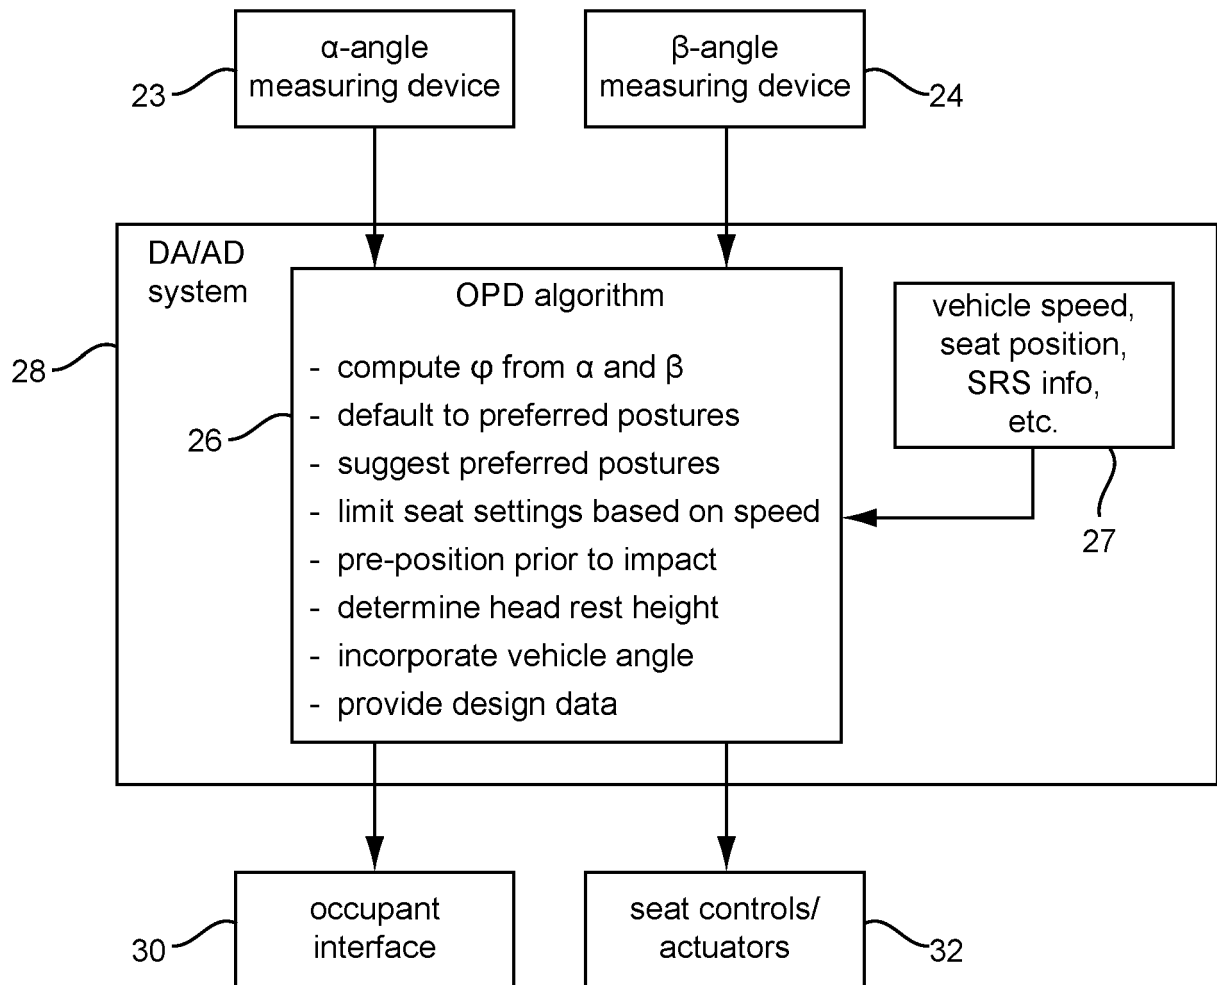 α-angle
measuring device
β-angle
measuring device
23
24
DA/AD
system
OPD algorithm
vehicle speed,
seat position,
SRS info,
etc.
28
26
- compute φ from α and β
- default to preferred postures
- suggest preferred postures
- limit seat settings based on speed
- pre-position prior to impact
- determine head rest height
- incorporate vehicle angle
- provide design data
27
occupant
interface
seat controls/
actuators
30
32